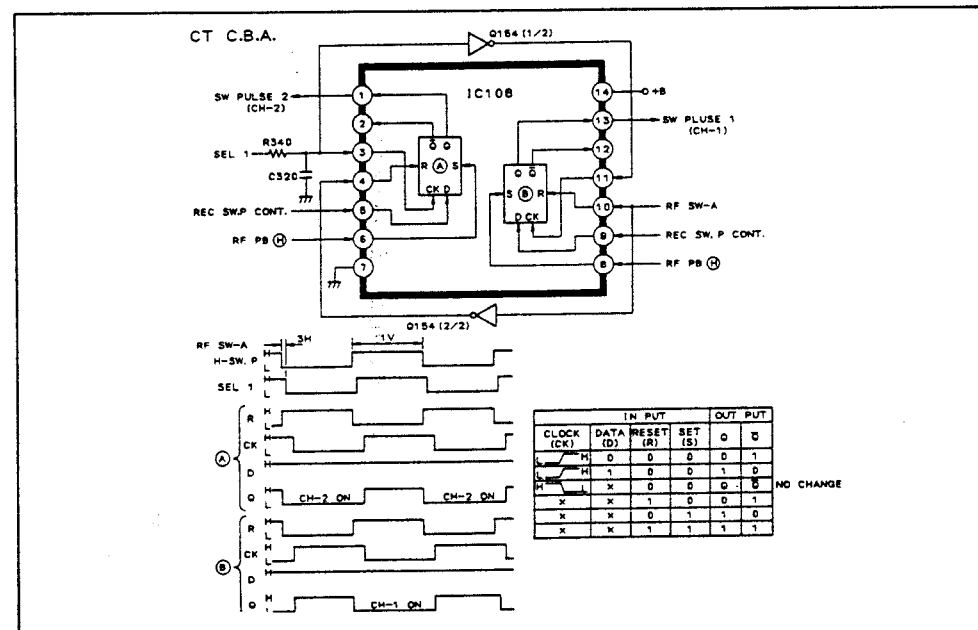 CT C.B.A.
Q154 (1/2)
IC108
SW PULSE 2
(CH-2)
SW PLUSE 1
(CH-1)
+B
R340
SEL 1
C320
REC SW.P CONT.
RF PB Ⓗ
RF SW-A
REC SW.P CONT.
RF PB Ⓗ
1
2
3
4
5
6
7
14
13
12
11
10
9
8
Q Q
R A S
CK D
Q Q̅
S B R
D CK
Q154 (2/2)
RF SW-A
H-SW.P
3H
1V
SEL 1
A
R
CK
D
Q
CH-2 ON
CH-2 ON
B
R
CK
D
Q
CH-1 ON
IN PUT OUT PUT
CLOCK (CK) DATA (D) RESET (R) SET (S) Q Q̅
L H 0 0 0 0 1
L H 1 0 0 1 0
H L × 0 0 Q Q̅ NO CHANGE
× × 1 0 0 1
× × 0 1 1 0
× × 1 1 1 1